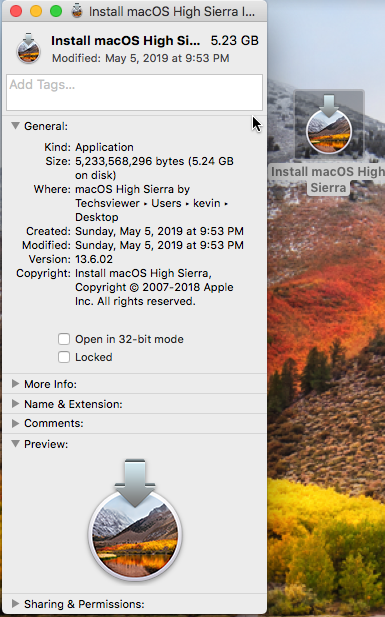 Install macOS High Sierra I...
Install macOS High Si... 5.23 GB
Modified: May 5, 2019 at 9:53 PM
Add Tags...
General:
Kind: Application
Size: 5,233,568,296 bytes (5.24 GB
on disk)
Where: macOS High Sierra by
Techsviewer ▸ Users ▸ kevin ▸
Desktop
Created: Sunday, May 5, 2019 at 9:53 PM
Modified: Sunday, May 5, 2019 at 9:53 PM
Version: 13.6.02
Copyright: Install macOS High Sierra,
Copyright © 2007-2018 Apple
Inc. All rights reserved.
Open in 32-bit mode
Locked
More Info:
Name & Extension:
Comments:
Preview:
Sharing & Permissions:
Install macOS High
Sierra